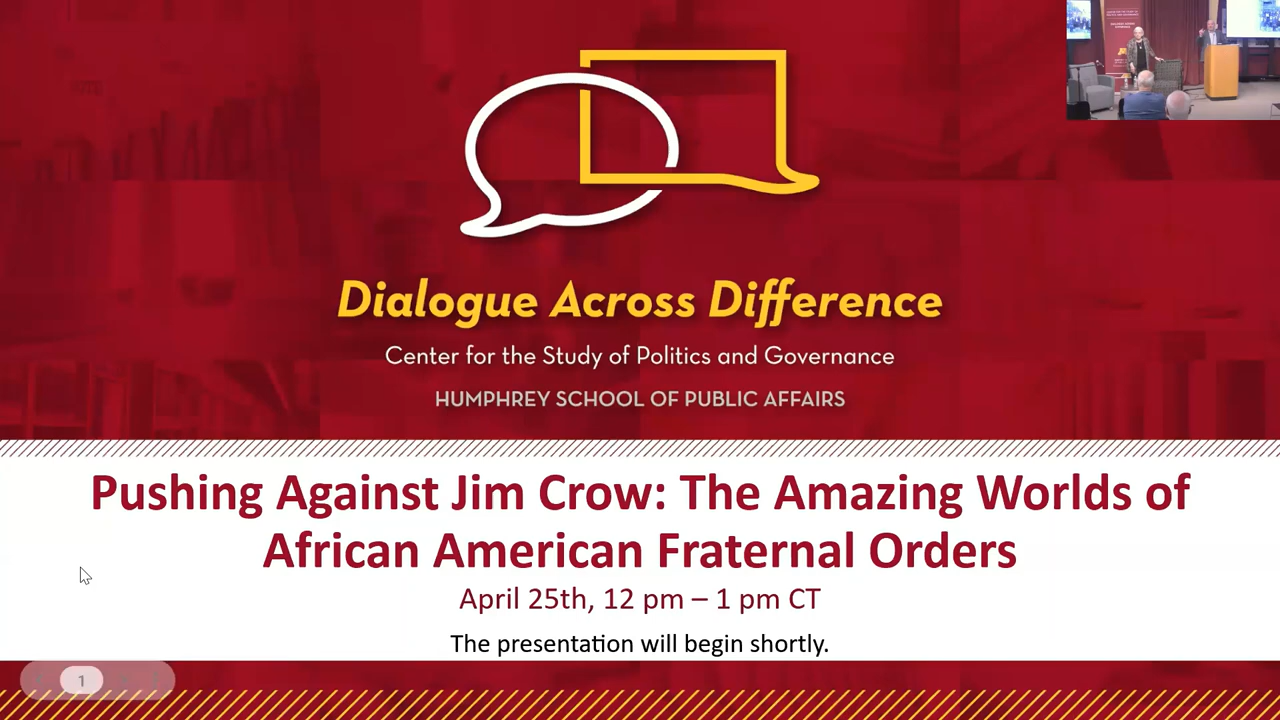 Dialogue Across Difference
Center for the Study of Politics and Governance
HUMPHREY SCHOOL OF PUBLIC AFFAIRS
Pushing Against Jim Crow: The Amazing Worlds of
African American Fraternal Orders
April 25th, 12 pm – 1 pm CT
The presentation will begin shortly.
1